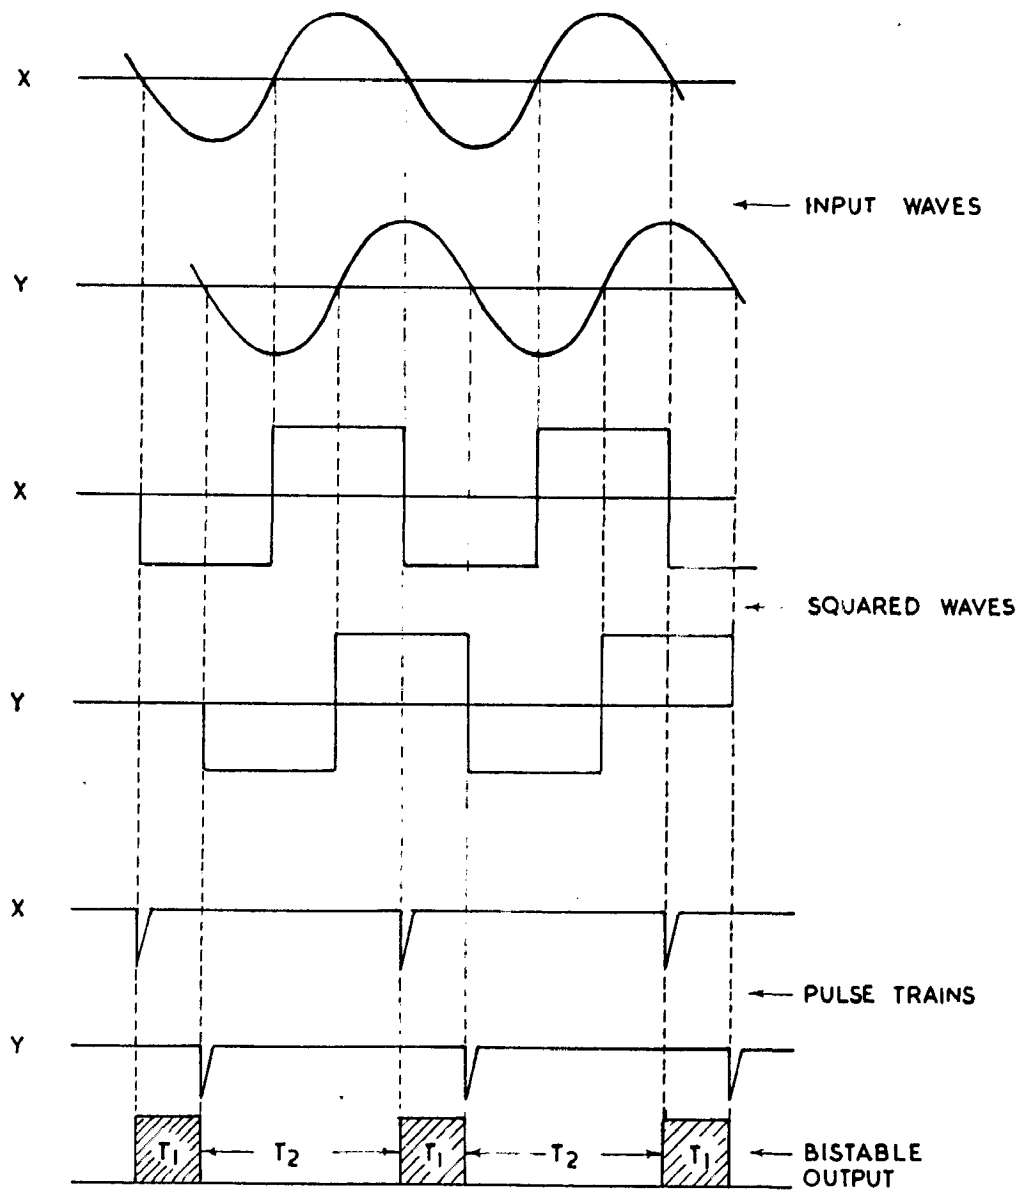 X
INPUT WAVES
Y
X
SQUARED WAVES
Y
X
PULSE TRAINS
Y
T1 T2 T1 T2 T1
BISTABLE
OUTPUT